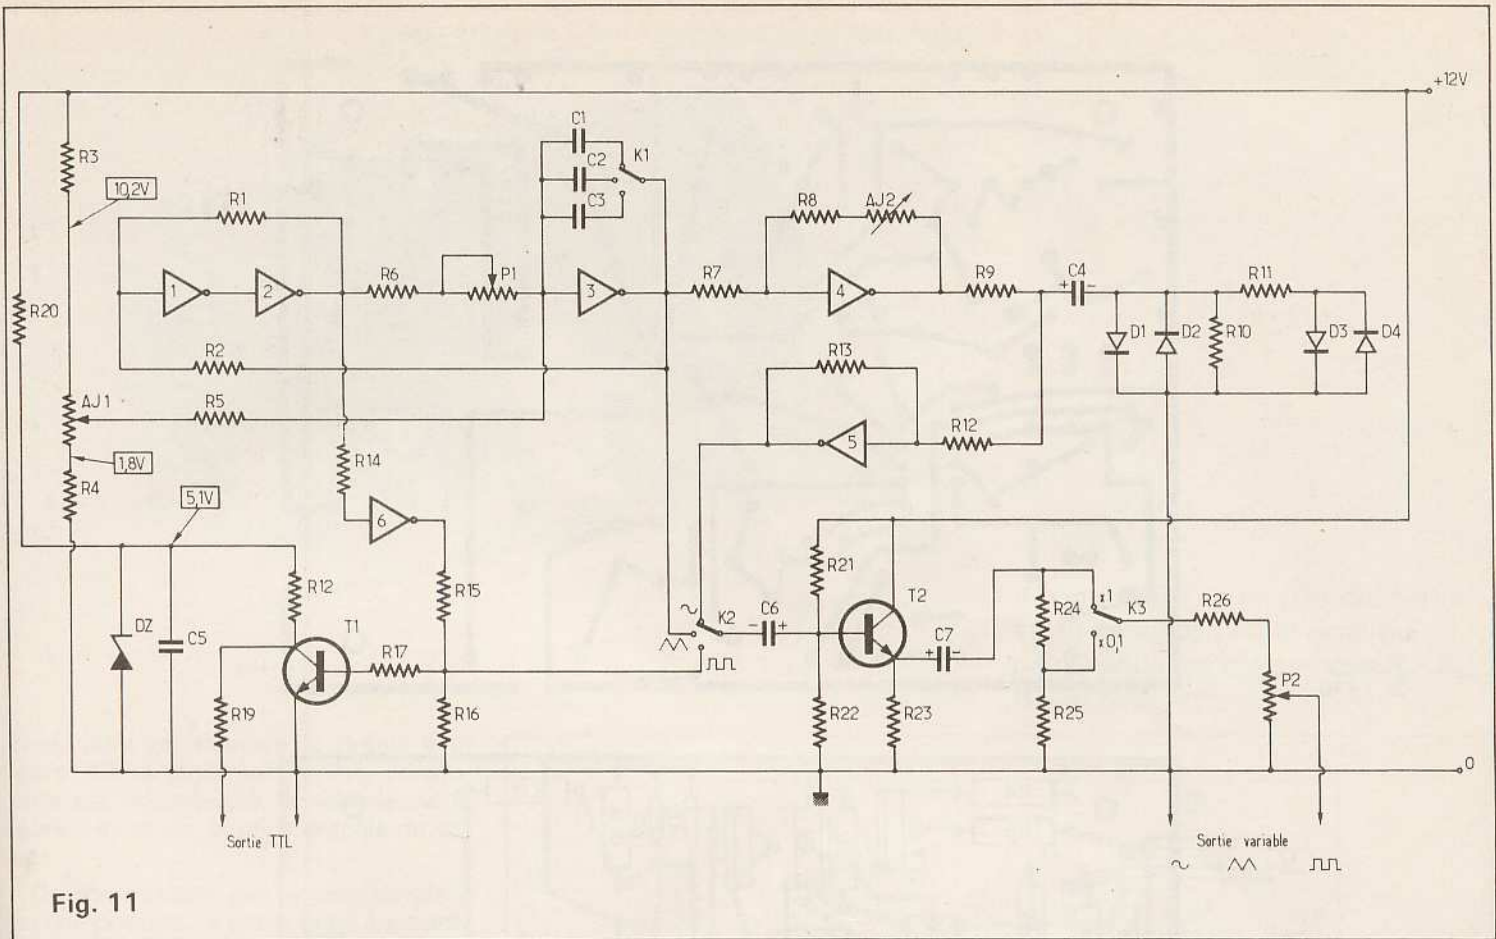 +12V
R3
10,2V
R1
C1
C2
K1
C3
R8
AJ2
1
2
R6
P1
3
R7
4
R9
C4
+
-
R11
R20
D1
D2
R10
D3
D4
R2
R13
AJ1
R5
5
R12
1,8V
R14
R4
5,1V
6
R21
R12
R15
T2
R24
x1
K3
R26
DZ
C5
T1
K2
C6
-
+
C7
+
-
x0,1
R17
P2
R19
R16
R22
R23
R25
0
Sortie TTL
Sortie variable
Fig. 11